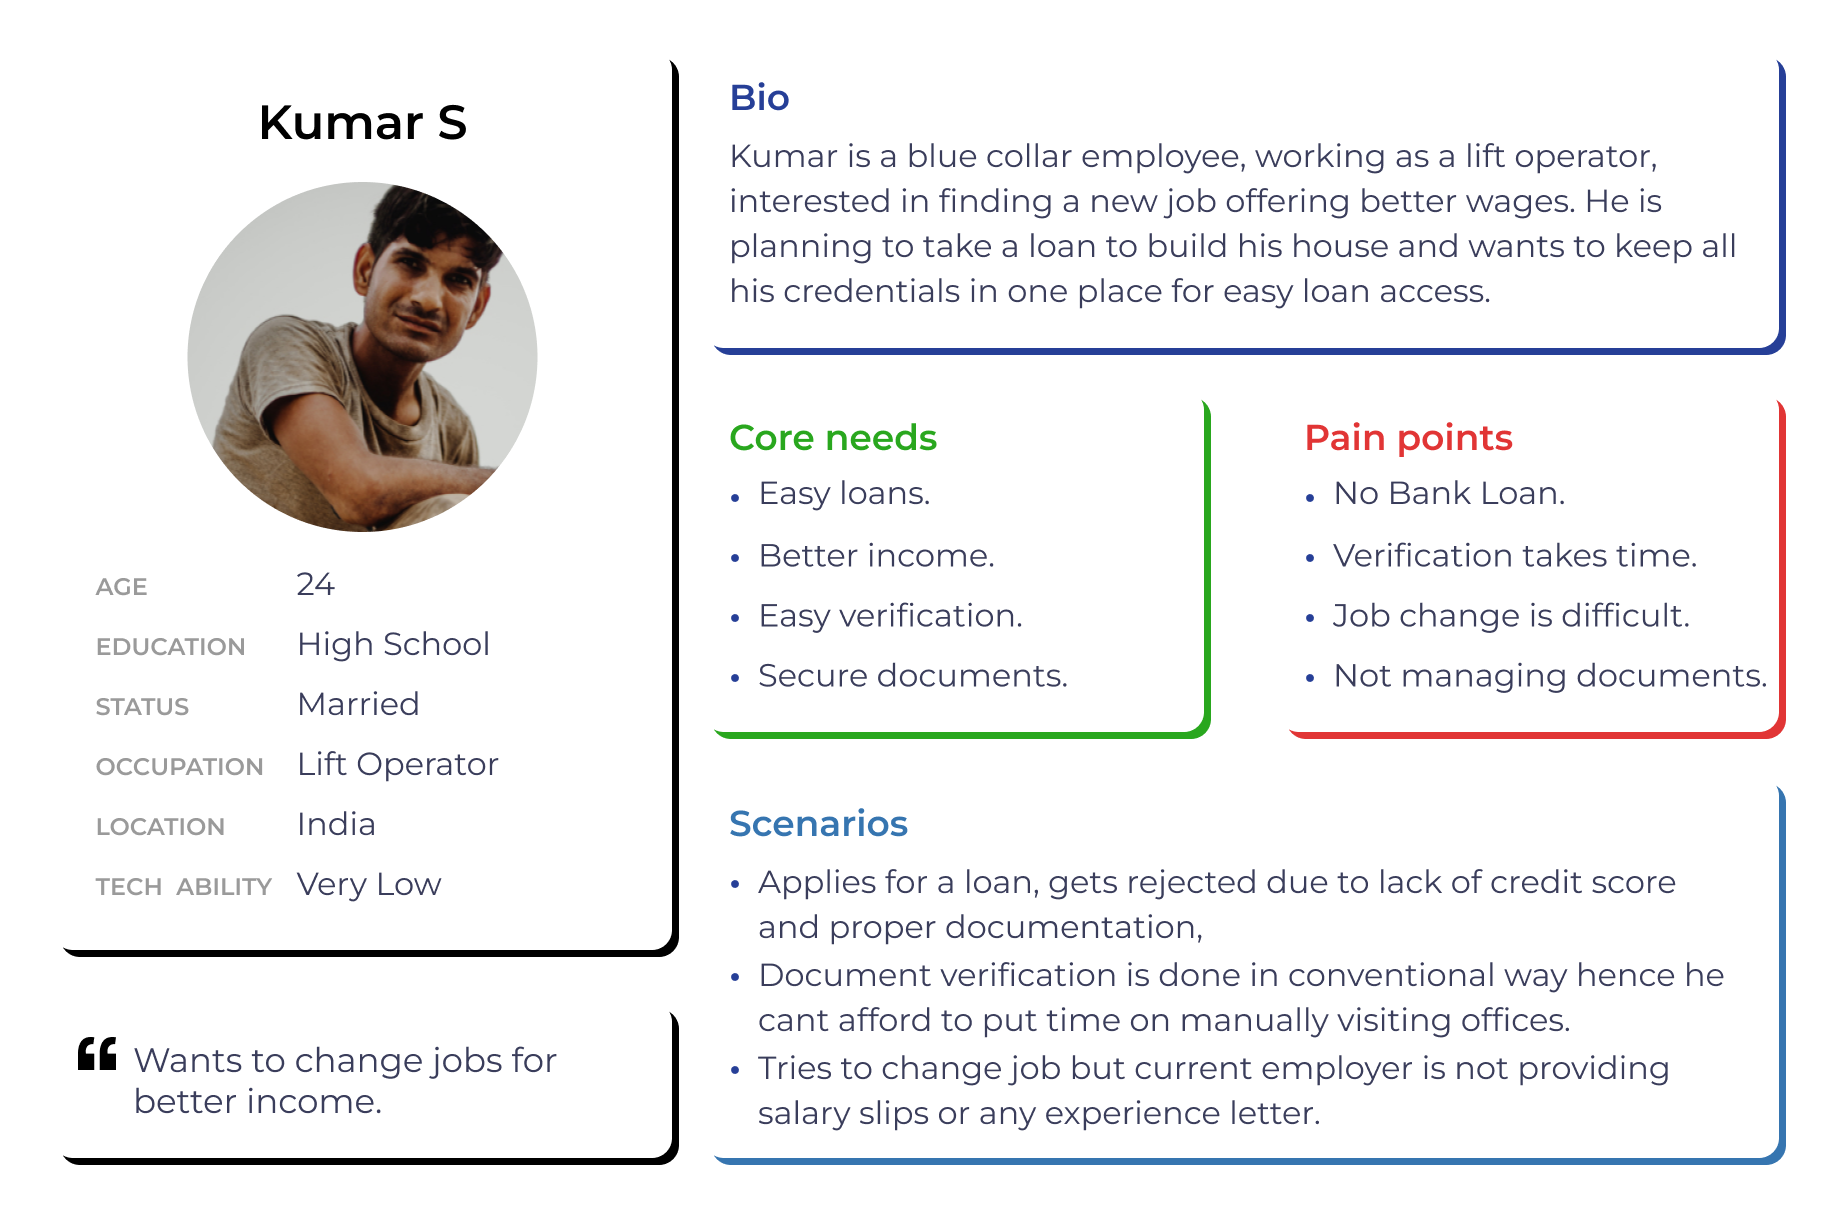 Kumar S
AGE 24
EDUCATION High School
STATUS Married
OCCUPATION Lift Operator
LOCATION India
TECH ABILITY Very Low
“ Wants to change jobs for
better income.
Bio
Kumar is a blue collar employee, working as a lift operator,
interested in finding a new job offering better wages. He is
planning to take a loan to build his house and wants to keep all
his credentials in one place for easy loan access.
Core needs
• Easy loans.
• Better income.
• Easy verification.
• Secure documents.
Pain points
• No Bank Loan.
• Verification takes time.
• Job change is difficult.
• Not managing documents.
Scenarios
• Applies for a loan, gets rejected due to lack of credit score
and proper documentation,
• Document verification is done in conventional way hence he
cant afford to put time on manually visiting offices.
• Tries to change job but current employer is not providing
salary slips or any experience letter.